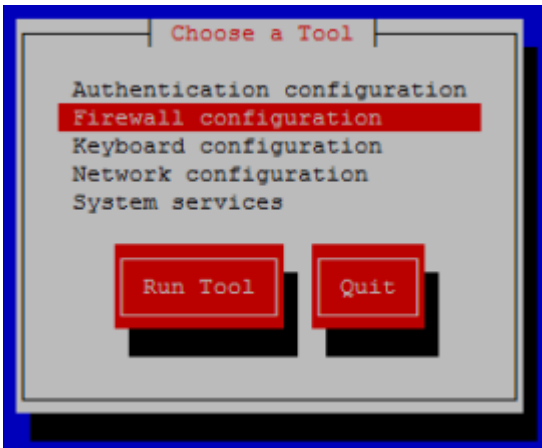 Choose a Tool
Authentication configuration
Firewall configuration
Keyboard configuration
Network configuration
System services
Run Tool
Quit